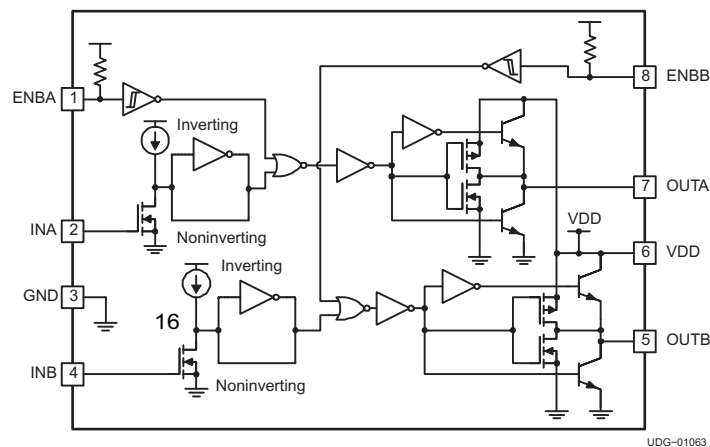 ENBA 1
8 ENBB
Inverting
7 OUTA
INA 2
VDD
Noninverting
6 VDD
Inverting
GND 3
16
5 OUTB
INB 4
Noninverting
UDG−01063